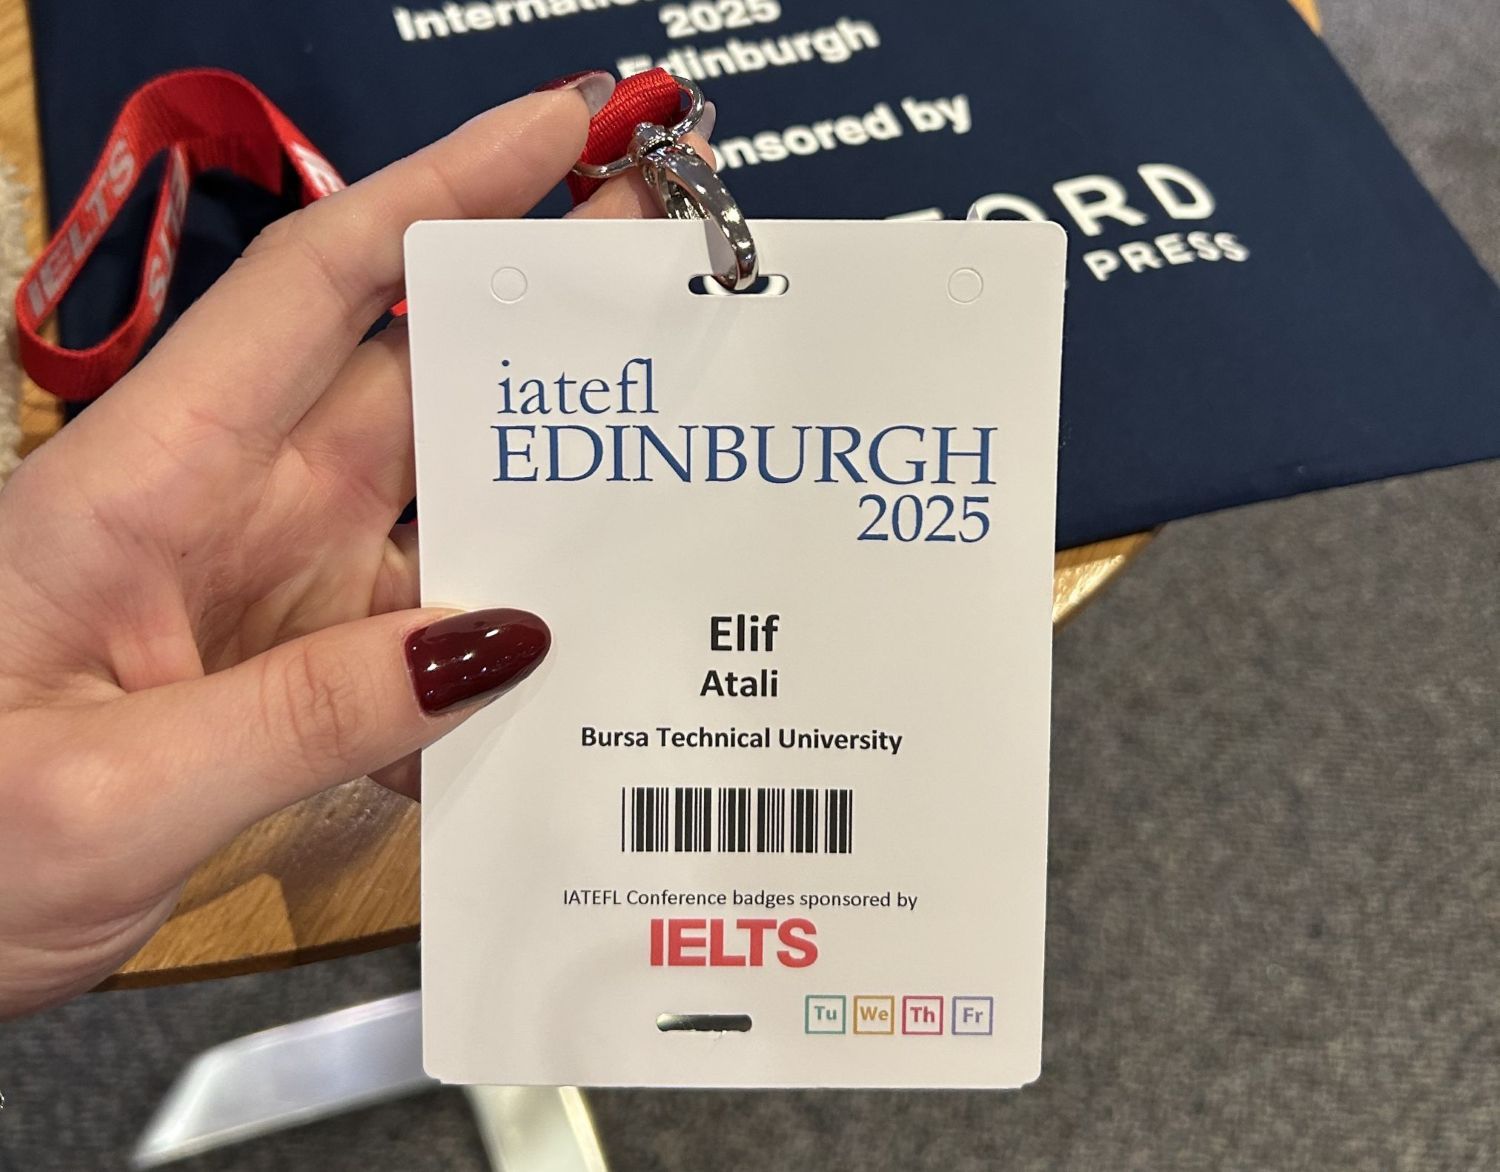 2025
Edinburgh
by
PRESS
IELTS
IELTS
iatefl
EDINBURGH
2025
Elif
Atali
Bursa Technical University
IATEFL Conference badges sponsored by
IELTS
Tu We Th Fr